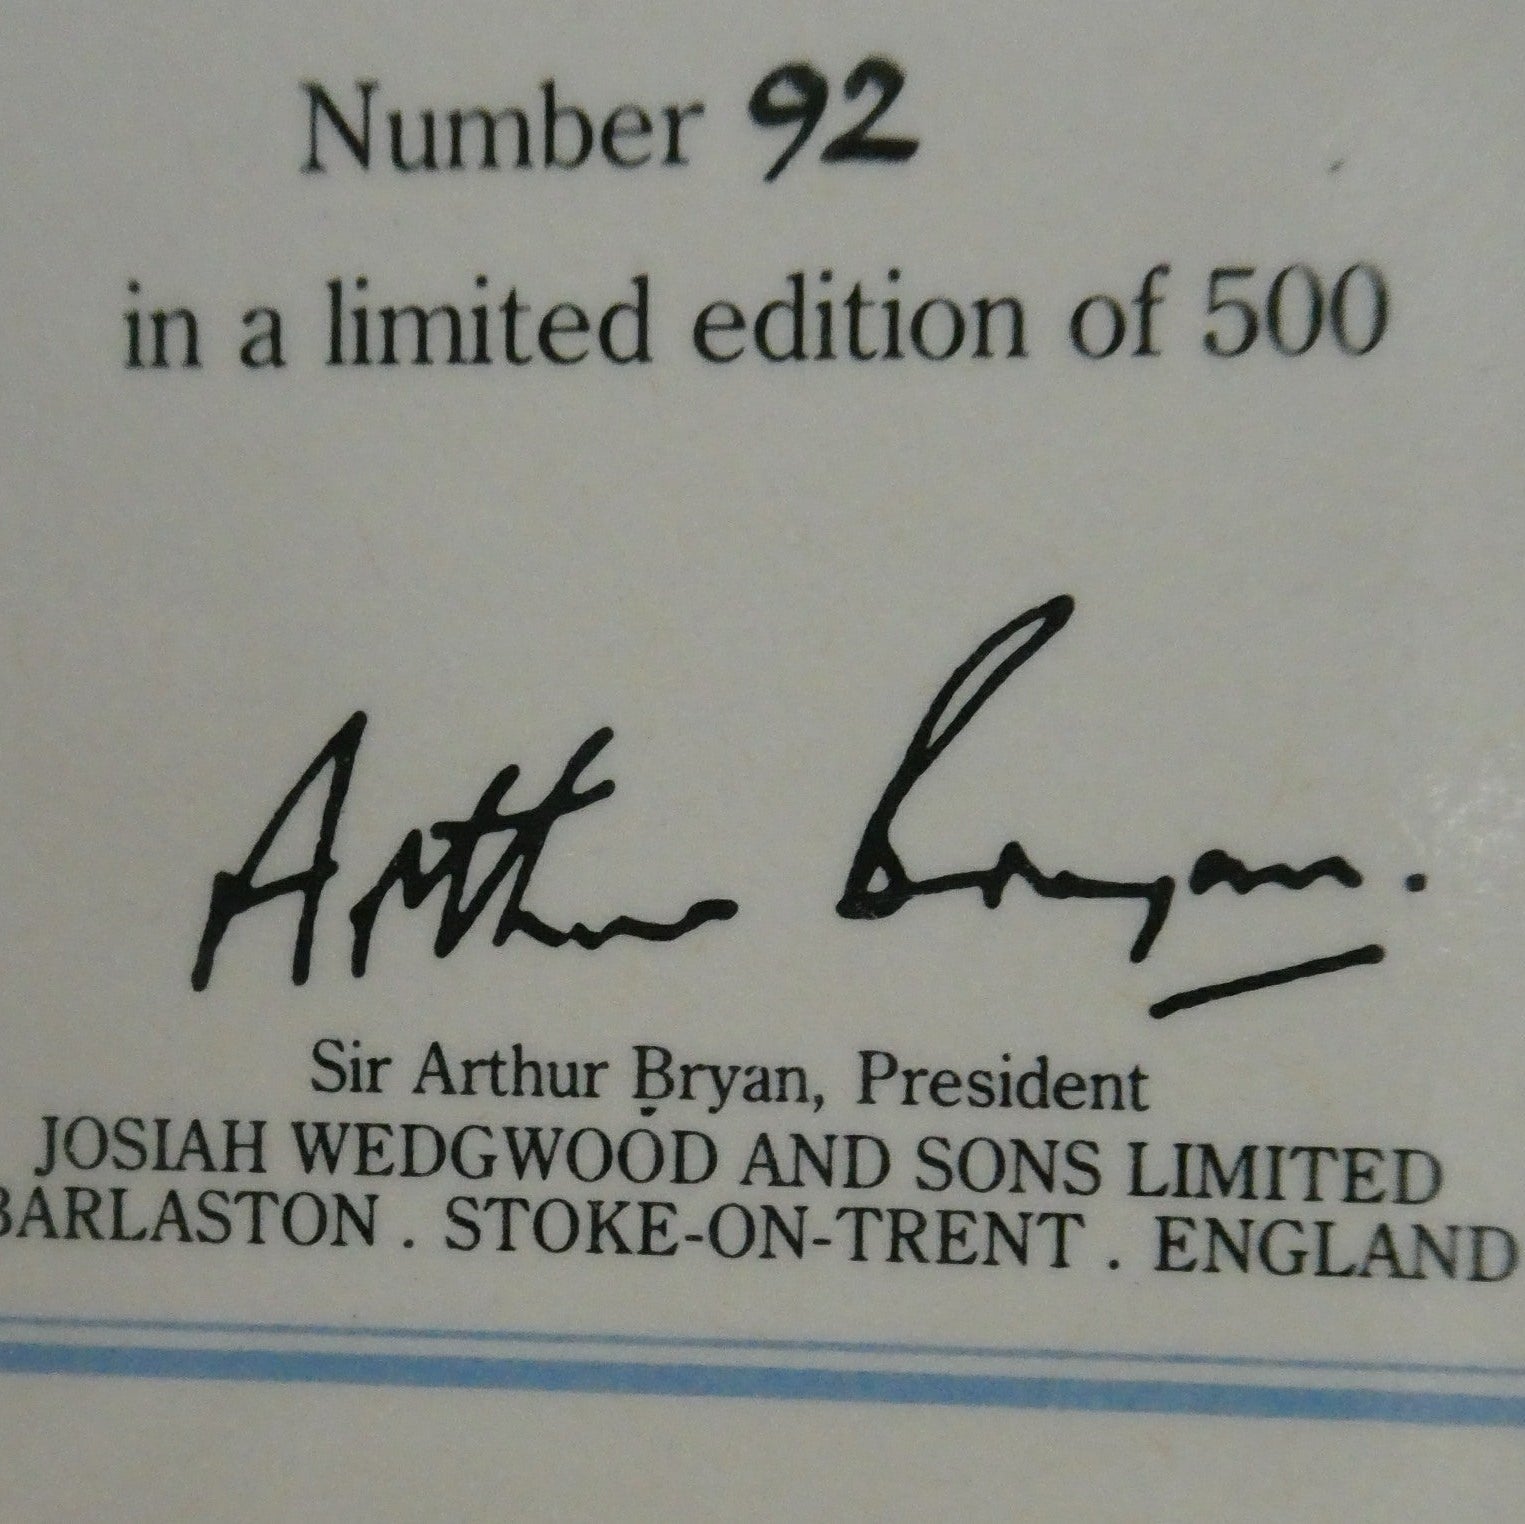 Number 92
in a limited edition of 500
Arthur Bryan.
Sir Arthur Bryan, President
JOSIAH WEDGWOOD AND SONS LIMITED
BARLASTON . STOKE-ON-TRENT . ENGLAND